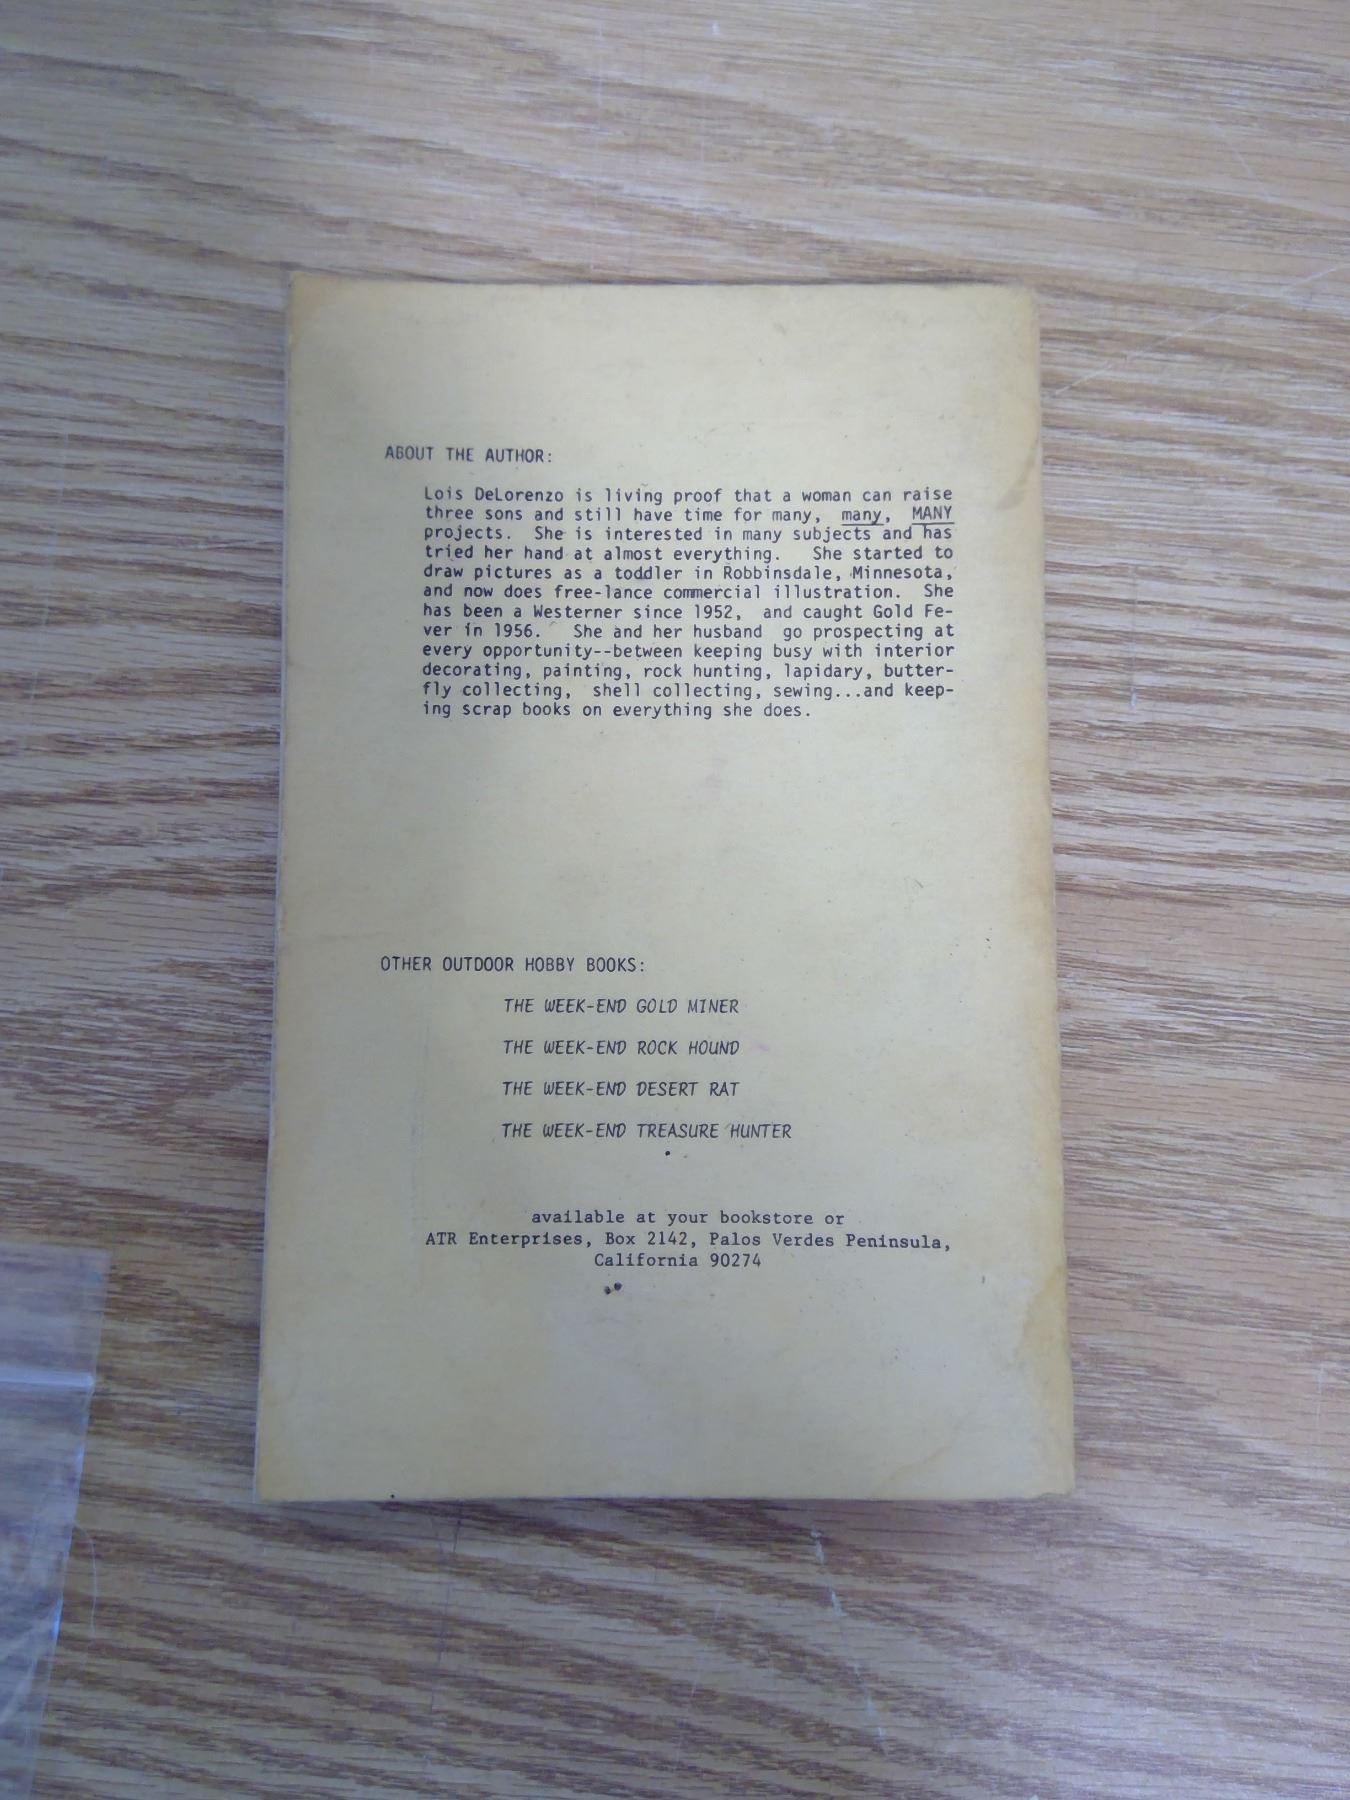 ABOUT THE AUTHOR:
Lois DeLorenzo is living proof that a woman can raise
three sons and still have time for many, many, MANY
projects. She is interested in many subjects and has
tried her hand at almost everything. She started to
draw pictures as a toddler in Robbinsdale, Minnesota,
and now does free-lance commercial illustration. She
has been a Westerner since 1952, and caught Gold Fe-
ver in 1956. She and her husband go prospecting at
every opportunity--between keeping busy with interior
decorating, painting, rock hunting, lapidary, butter-
fly collecting, shell collecting, sewing...and keep-
ing scrap books on everything she does.
OTHER OUTDOOR HOBBY BOOKS:
THE WEEK-END GOLD MINER
THE WEEK-END ROCK HOUND
THE WEEK-END DESERT RAT
THE WEEK-END TREASURE HUNTER
available at your bookstore or
ATR Enterprises, Box 2142, Palos Verdes Peninsula,
California 90274